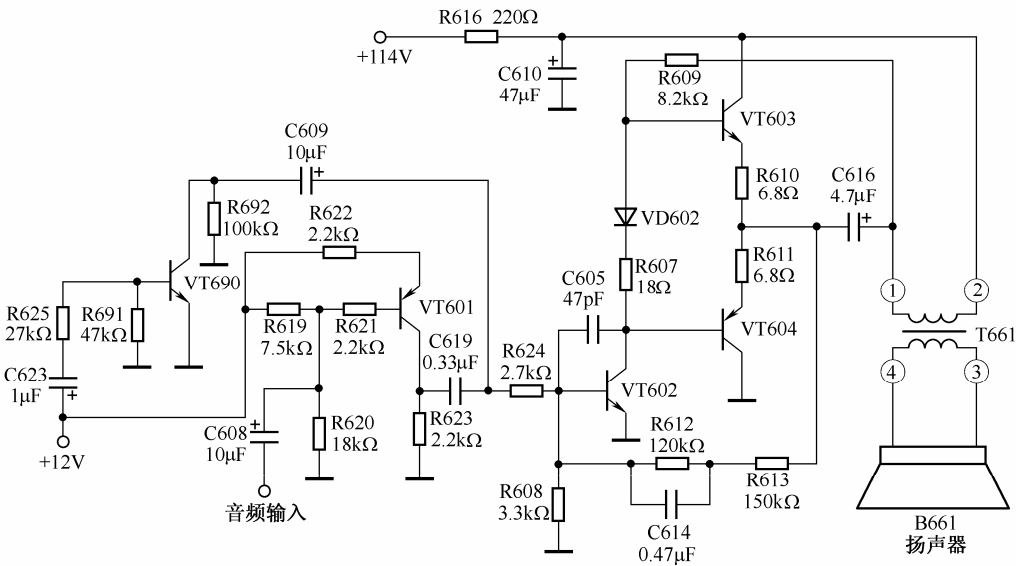 R616 220Ω
+114V
C610
47μF
R609
8.2kΩ
VT603
C609
10μF
R610
6.8Ω
C616
4.7μF
R692
100kΩ
R622
2.2kΩ
VD602
R611
6.8Ω
VT690
C605
47pF
R607
18Ω
1
2
R625
27kΩ
R691
47kΩ
VT601
R619
7.5kΩ
R621
2.2kΩ
C619
0.33μF
VT604
T661
R624
2.7kΩ
4
3
C623
1μF
VT602
R620
18kΩ
R623
2.2kΩ
R612
120kΩ
C608
10μF
+12V
R613
150kΩ
R608
3.3kΩ
音频输入
C614
0.47μF
B661
扬声器
+
+
+
+
+